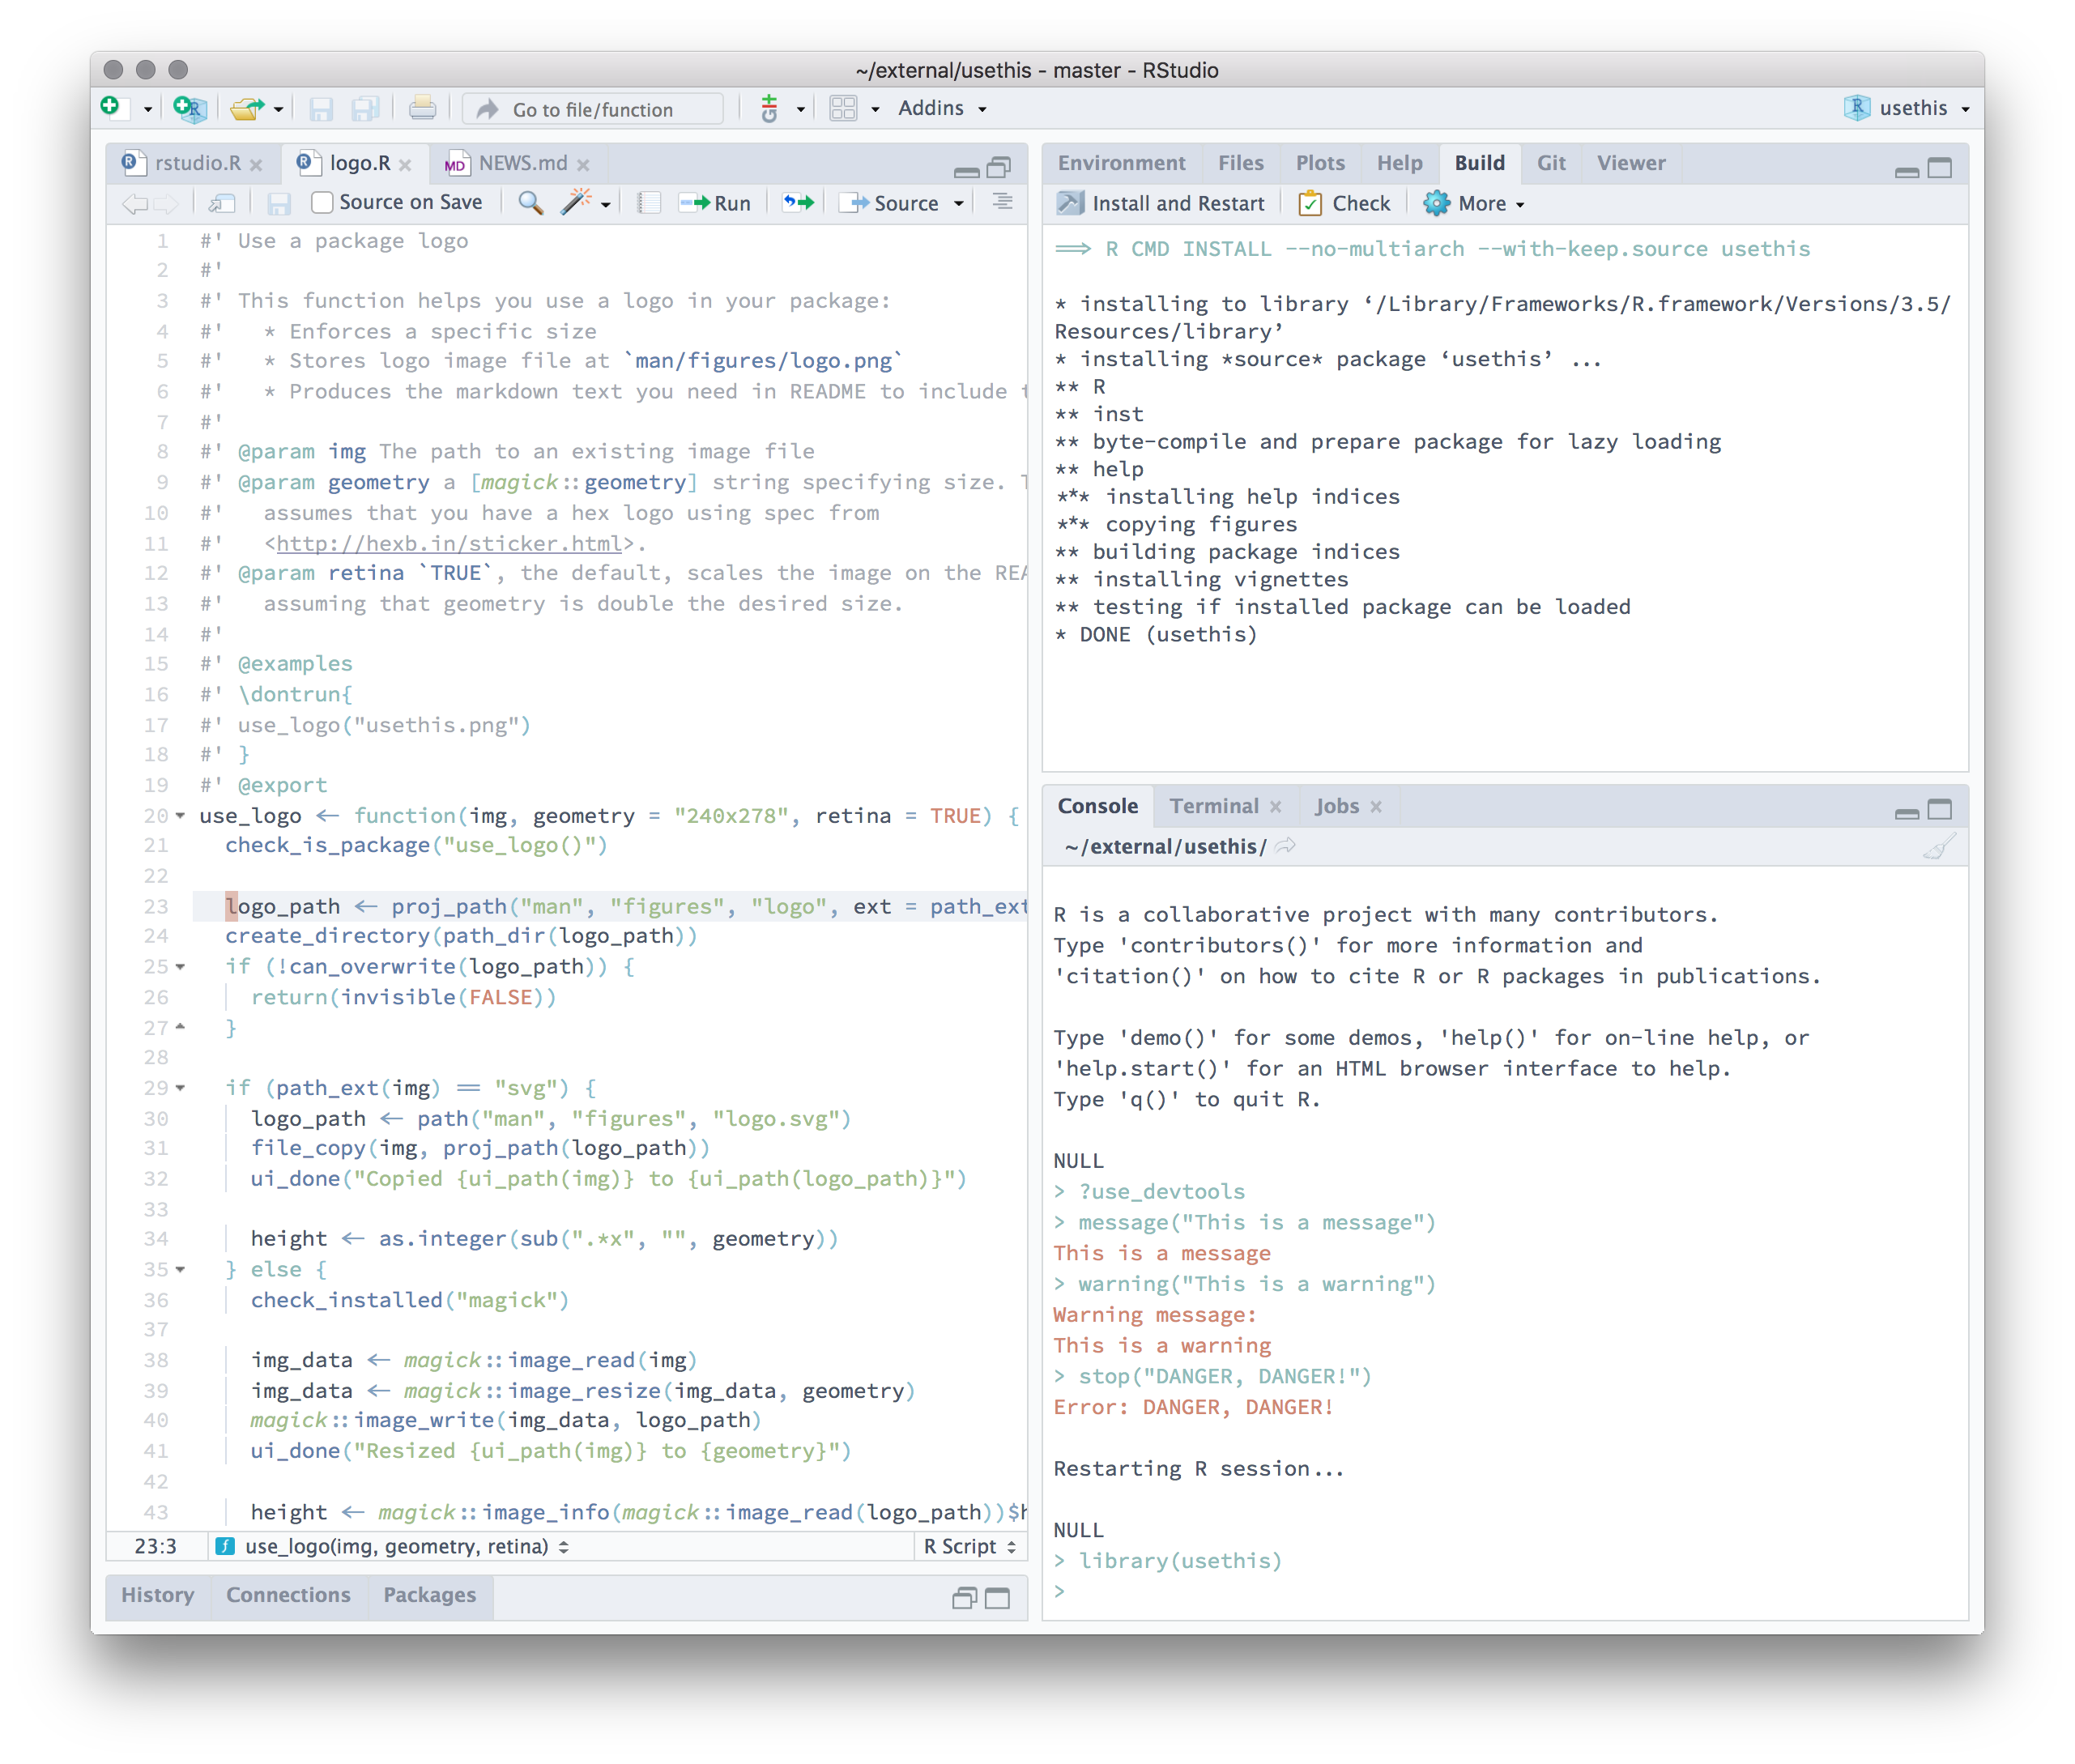 ~/external/usethis - master - RStudio
Go to file/function
Addins
usethis
rstudio.R
logo.R
MD NEWS.md
Source on Save
Run
Source
1 #' Use a package logo
2 #'
3 #' This function helps you use a logo in your package:
4 #'   * Enforces a specific size
5 #'   * Stores logo image file at `man/figures/logo.png`
6 #'   * Produces the markdown text you need in README to include
7 #'
8 #' @param img The path to an existing image file
9 #' @param geometry a [magick::geometry] string specifying size.
10 #'   assumes that you have a hex logo using spec from
11 #'   <http://hexb.in/sticker.html>.
12 #' @param retina `TRUE`, the default, scales the image on the REA
13 #'   assuming that geometry is double the desired size.
14 #'
15 #' @examples
16 #' \dontrun{
17 #' use_logo("usethis.png")
18 #' }
19 #' @export
20 use_logo <- function(img, geometry = "240x278", retina = TRUE) {
21   check_is_package("use_logo()")
22
23   logo_path <- proj_path("man", "figures", "logo", ext = path_ext
24   create_directory(path_dir(logo_path))
25   if (!can_overwrite(logo_path)) {
26     return(invisible(FALSE))
27   }
28
29   if (path_ext(img) == "svg") {
30     logo_path <- path("man", "figures", "logo.svg")
31     file_copy(img, proj_path(logo_path))
32     ui_done("Copied {ui_path(img)} to {ui_path(logo_path)}")
33
34     height <- as.integer(sub(".*x", "", geometry))
35   } else {
36     check_installed("magick")
37
38     img_data <- magick::image_read(img)
39     img_data <- magick::image_resize(img_data, geometry)
40     magick::image_write(img_data, logo_path)
41     ui_done("Resized {ui_path(img)} to {geometry}")
42
43     height <- magick::image_info(magick::image_read(logo_path))$h
23:3
use_logo(img, geometry, retina)
R Script
History
Connections
Packages
Environment
Files
Plots
Help
Build
Git
Viewer
Install and Restart
Check
More
==> R CMD INSTALL --no-multiarch --with-keep.source usethis
* installing to library ‘/Library/Frameworks/R.framework/Versions/3.5/
Resources/library’
* installing *source* package ‘usethis’ ...
** R
** inst
** byte-compile and prepare package for lazy loading
** help
*** installing help indices
*** copying figures
** building package indices
** installing vignettes
** testing if installed package can be loaded
* DONE (usethis)
Console
Terminal
Jobs
~/external/usethis/
R is a collaborative project with many contributors.
Type 'contributors()' for more information and
'citation()' on how to cite R or R packages in publications.
Type 'demo()' for some demos, 'help()' for on-line help, or
'help.start()' for an HTML browser interface to help.
Type 'q()' to quit R.
NULL
> ?use_devtools
> message("This is a message")
This is a message
> warning("This is a warning")
Warning message:
This is a warning
> stop("DANGER, DANGER!")
Error: DANGER, DANGER!
Restarting R session...
NULL
> library(usethis)
>